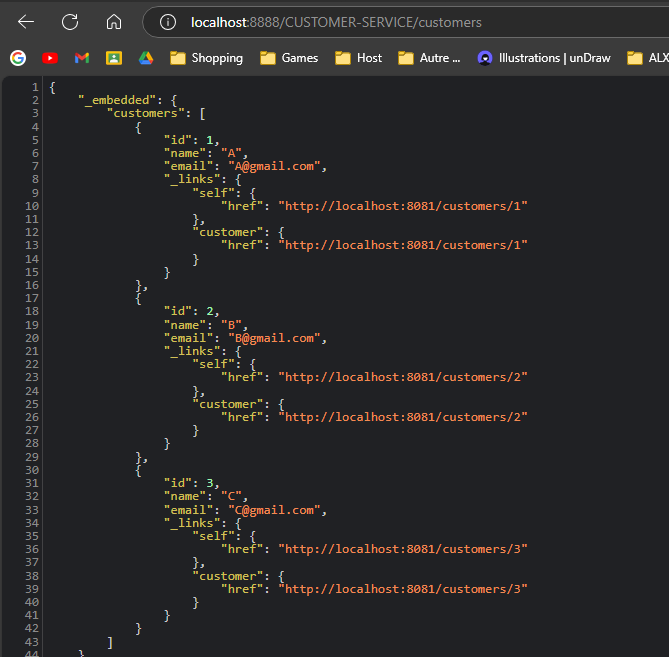 localhost:8888/CUSTOMER-SERVICE/customers
Shopping Games Host Autre ... Illustrations | unDraw ALX
1 {
2 "_embedded": {
3 "customers": [
4 {
5 "id": 1,
6 "name": "A",
7 "email": "A@gmail.com",
8 "_links": {
9 "self": {
10 "href": "http://localhost:8081/customers/1"
11 },
12 "customer": {
13 "href": "http://localhost:8081/customers/1"
14 }
15 }
16 },
17 {
18 "id": 2,
19 "name": "B",
20 "email": "B@gmail.com",
21 "_links": {
22 "self": {
23 "href": "http://localhost:8081/customers/2"
24 },
25 "customer": {
26 "href": "http://localhost:8081/customers/2"
27 }
28 }
29 },
30 {
31 "id": 3,
32 "name": "C",
33 "email": "C@gmail.com",
34 "_links": {
35 "self": {
36 "href": "http://localhost:8081/customers/3"
37 },
38 "customer": {
39 "href": "http://localhost:8081/customers/3"
40 }
41 }
42 }
43 ]
44 }